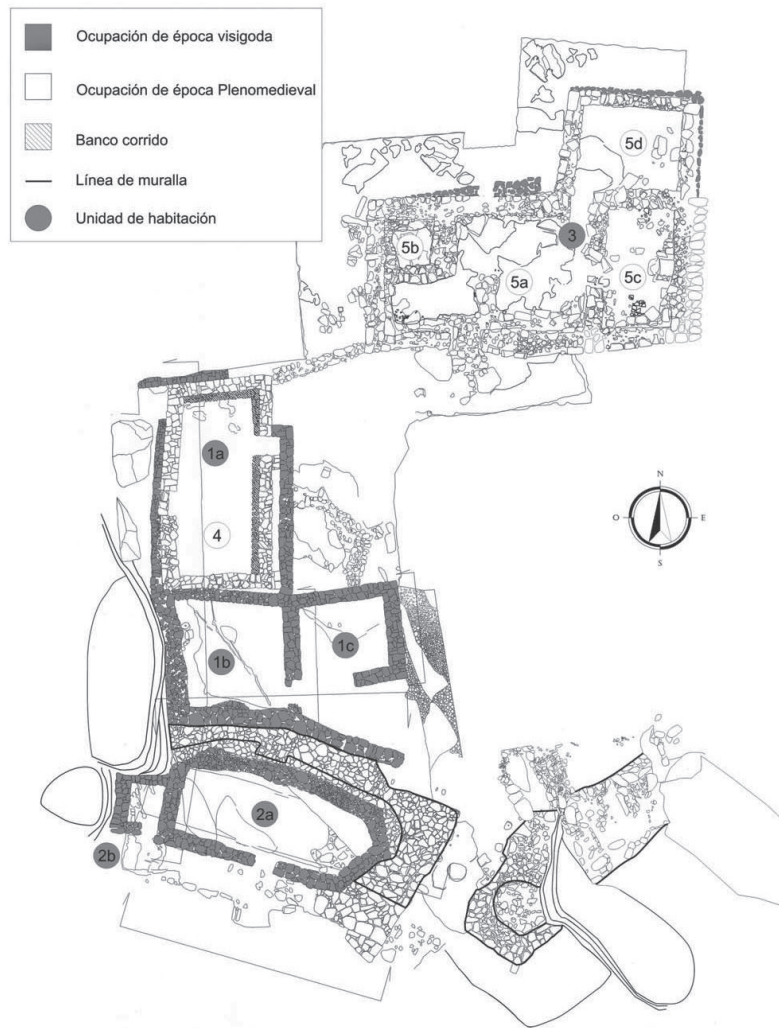 Ocupación de época visigoda
Ocupación de época Plenomedieval
Banco corrido
Línea de muralla
Unidad de habitación
5d
3
5b
5a
5c
1a
4
N
O
E
S
1b
1c
2a
2b